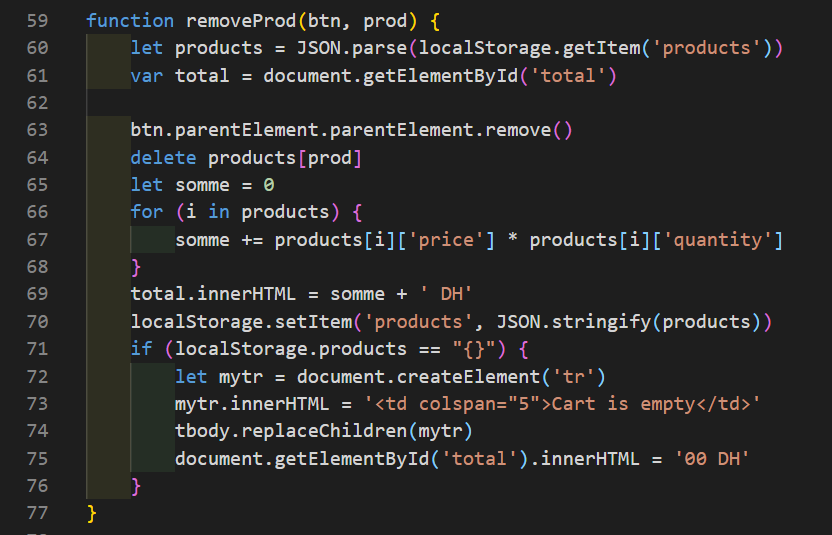 59 function removeProd(btn, prod) {
60     let products = JSON.parse(localStorage.getItem('products'))
61     var total = document.getElementById('total')
62
63     btn.parentElement.parentElement.remove()
64     delete products[prod]
65     let somme = 0
66     for (i in products) {
67         somme += products[i]['price'] * products[i]['quantity']
68     }
69     total.innerHTML = somme + ' DH'
70     localStorage.setItem('products', JSON.stringify(products))
71     if (localStorage.products == "{}") {
72         let mytr = document.createElement('tr')
73         mytr.innerHTML = '<td colspan="5">Cart is empty</td>'
74         tbody.replaceChildren(mytr)
75         document.getElementById('total').innerHTML = '00 DH'
76     }
77 }